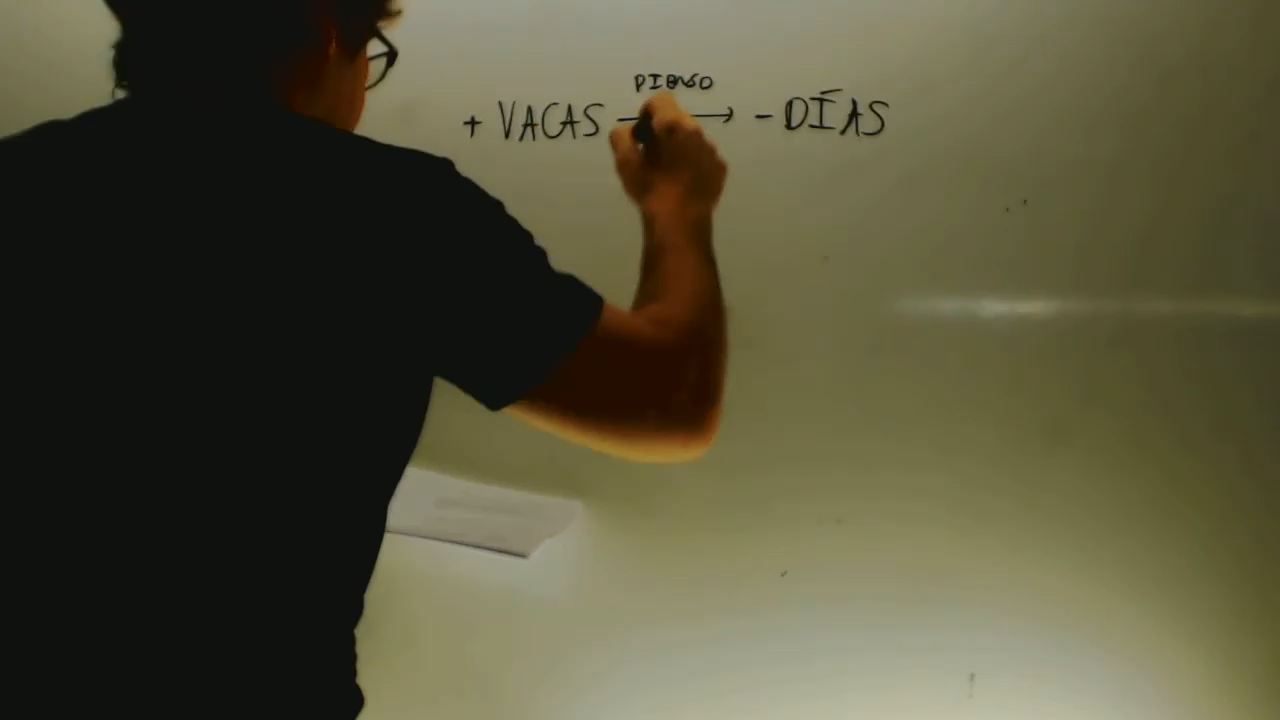 PIENSO
+ VACAS → - DÍAS